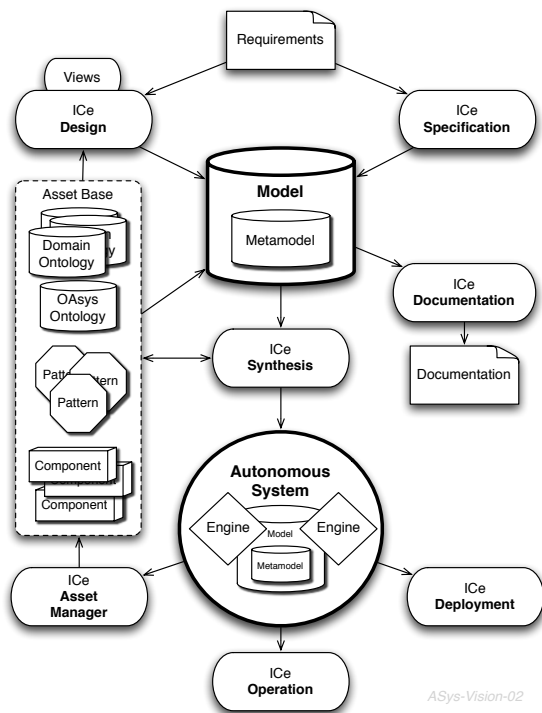 Requirements
Views
ICe
Design
ICe
Specification
Asset Base
Domain
Ontology
OAsys
Ontology
Pattern
Component
Component
Model
Metamodel
ICe
Documentation
Documentation
ICe
Synthesis
Autonomous
System
Engine
Engine
Model
Metamodel
ICe
Asset
Manager
ICe
Deployment
ICe
Operation
ASys-Vision-02